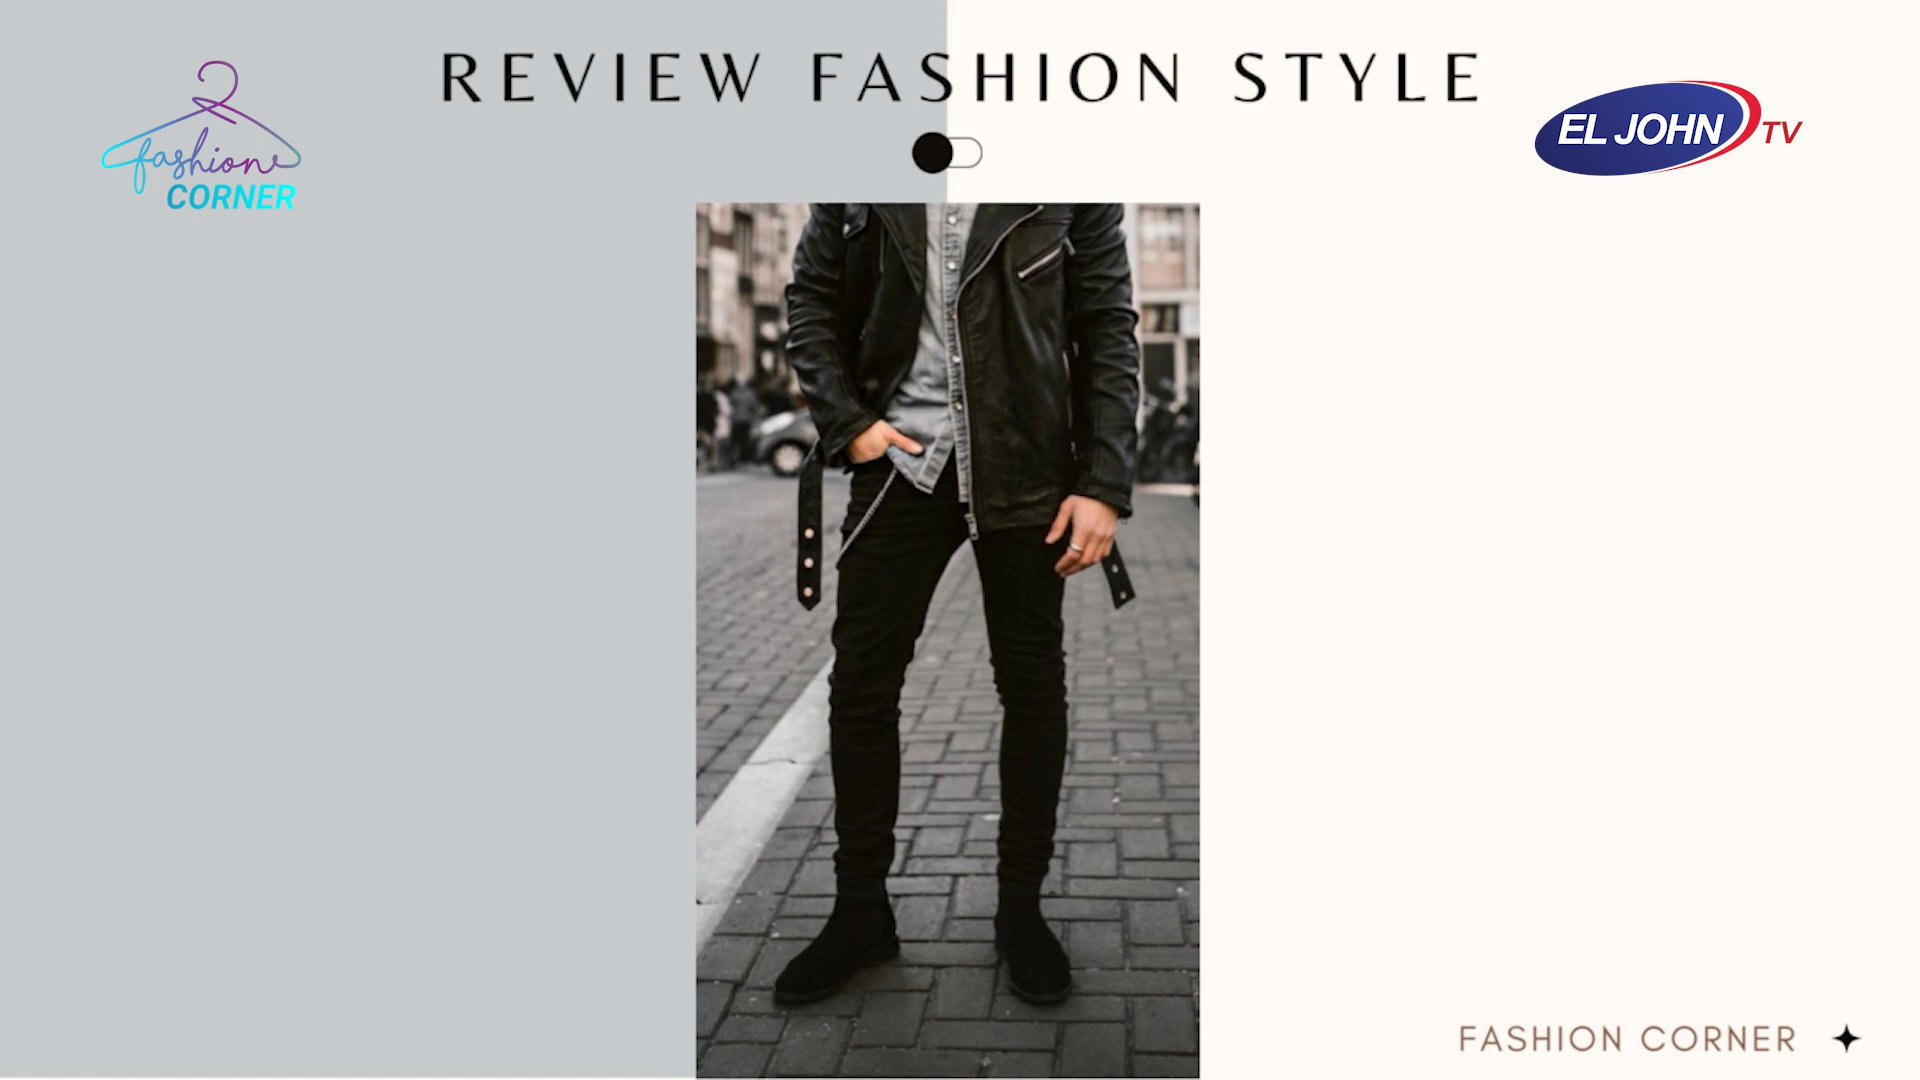 REVIEW FASHION STYLE
fashion
CORNER
EL JOHN TV
FASHION CORNER